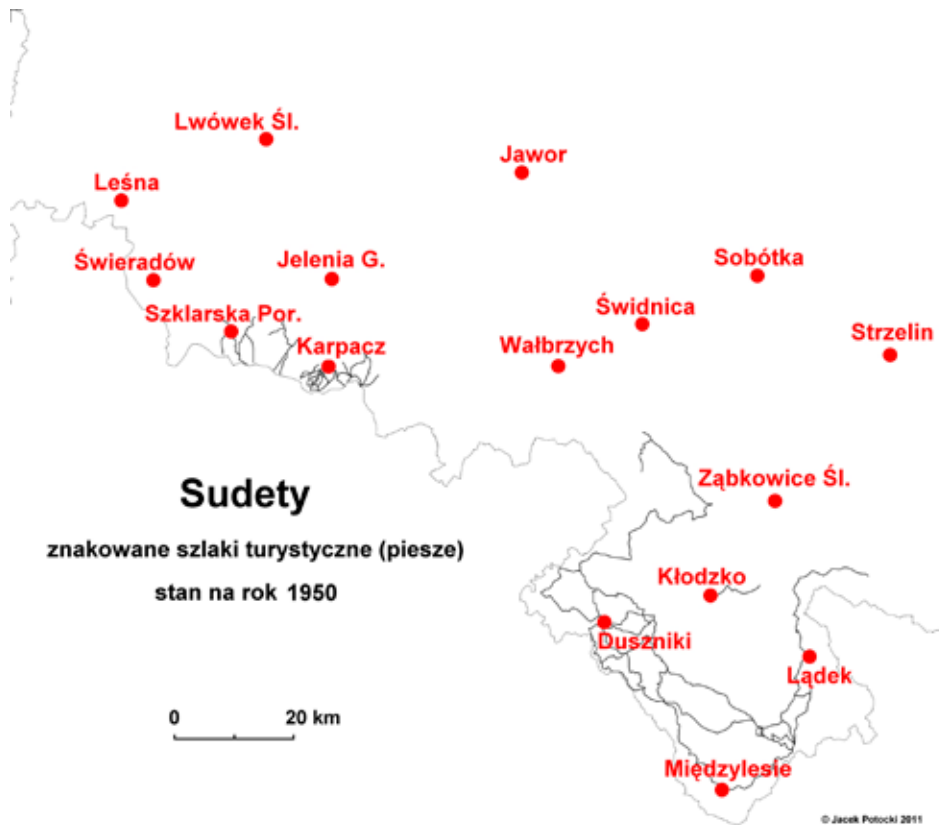 Lwówek Śl.
Jawor
Leśna
Sobótka
Świeradów
Jelenia G.
Świdnica
Szklarska Por.
Strzelin
Karpacz
Wałbrzych
Ząbkowice Śl.
Sudety
znakowane szlaki turystyczne (piesze)
stan na rok 1950
Kłodzko
Duszniki
Lądek
0 20 km
Międzylesie
© Jacek Potocki 2011